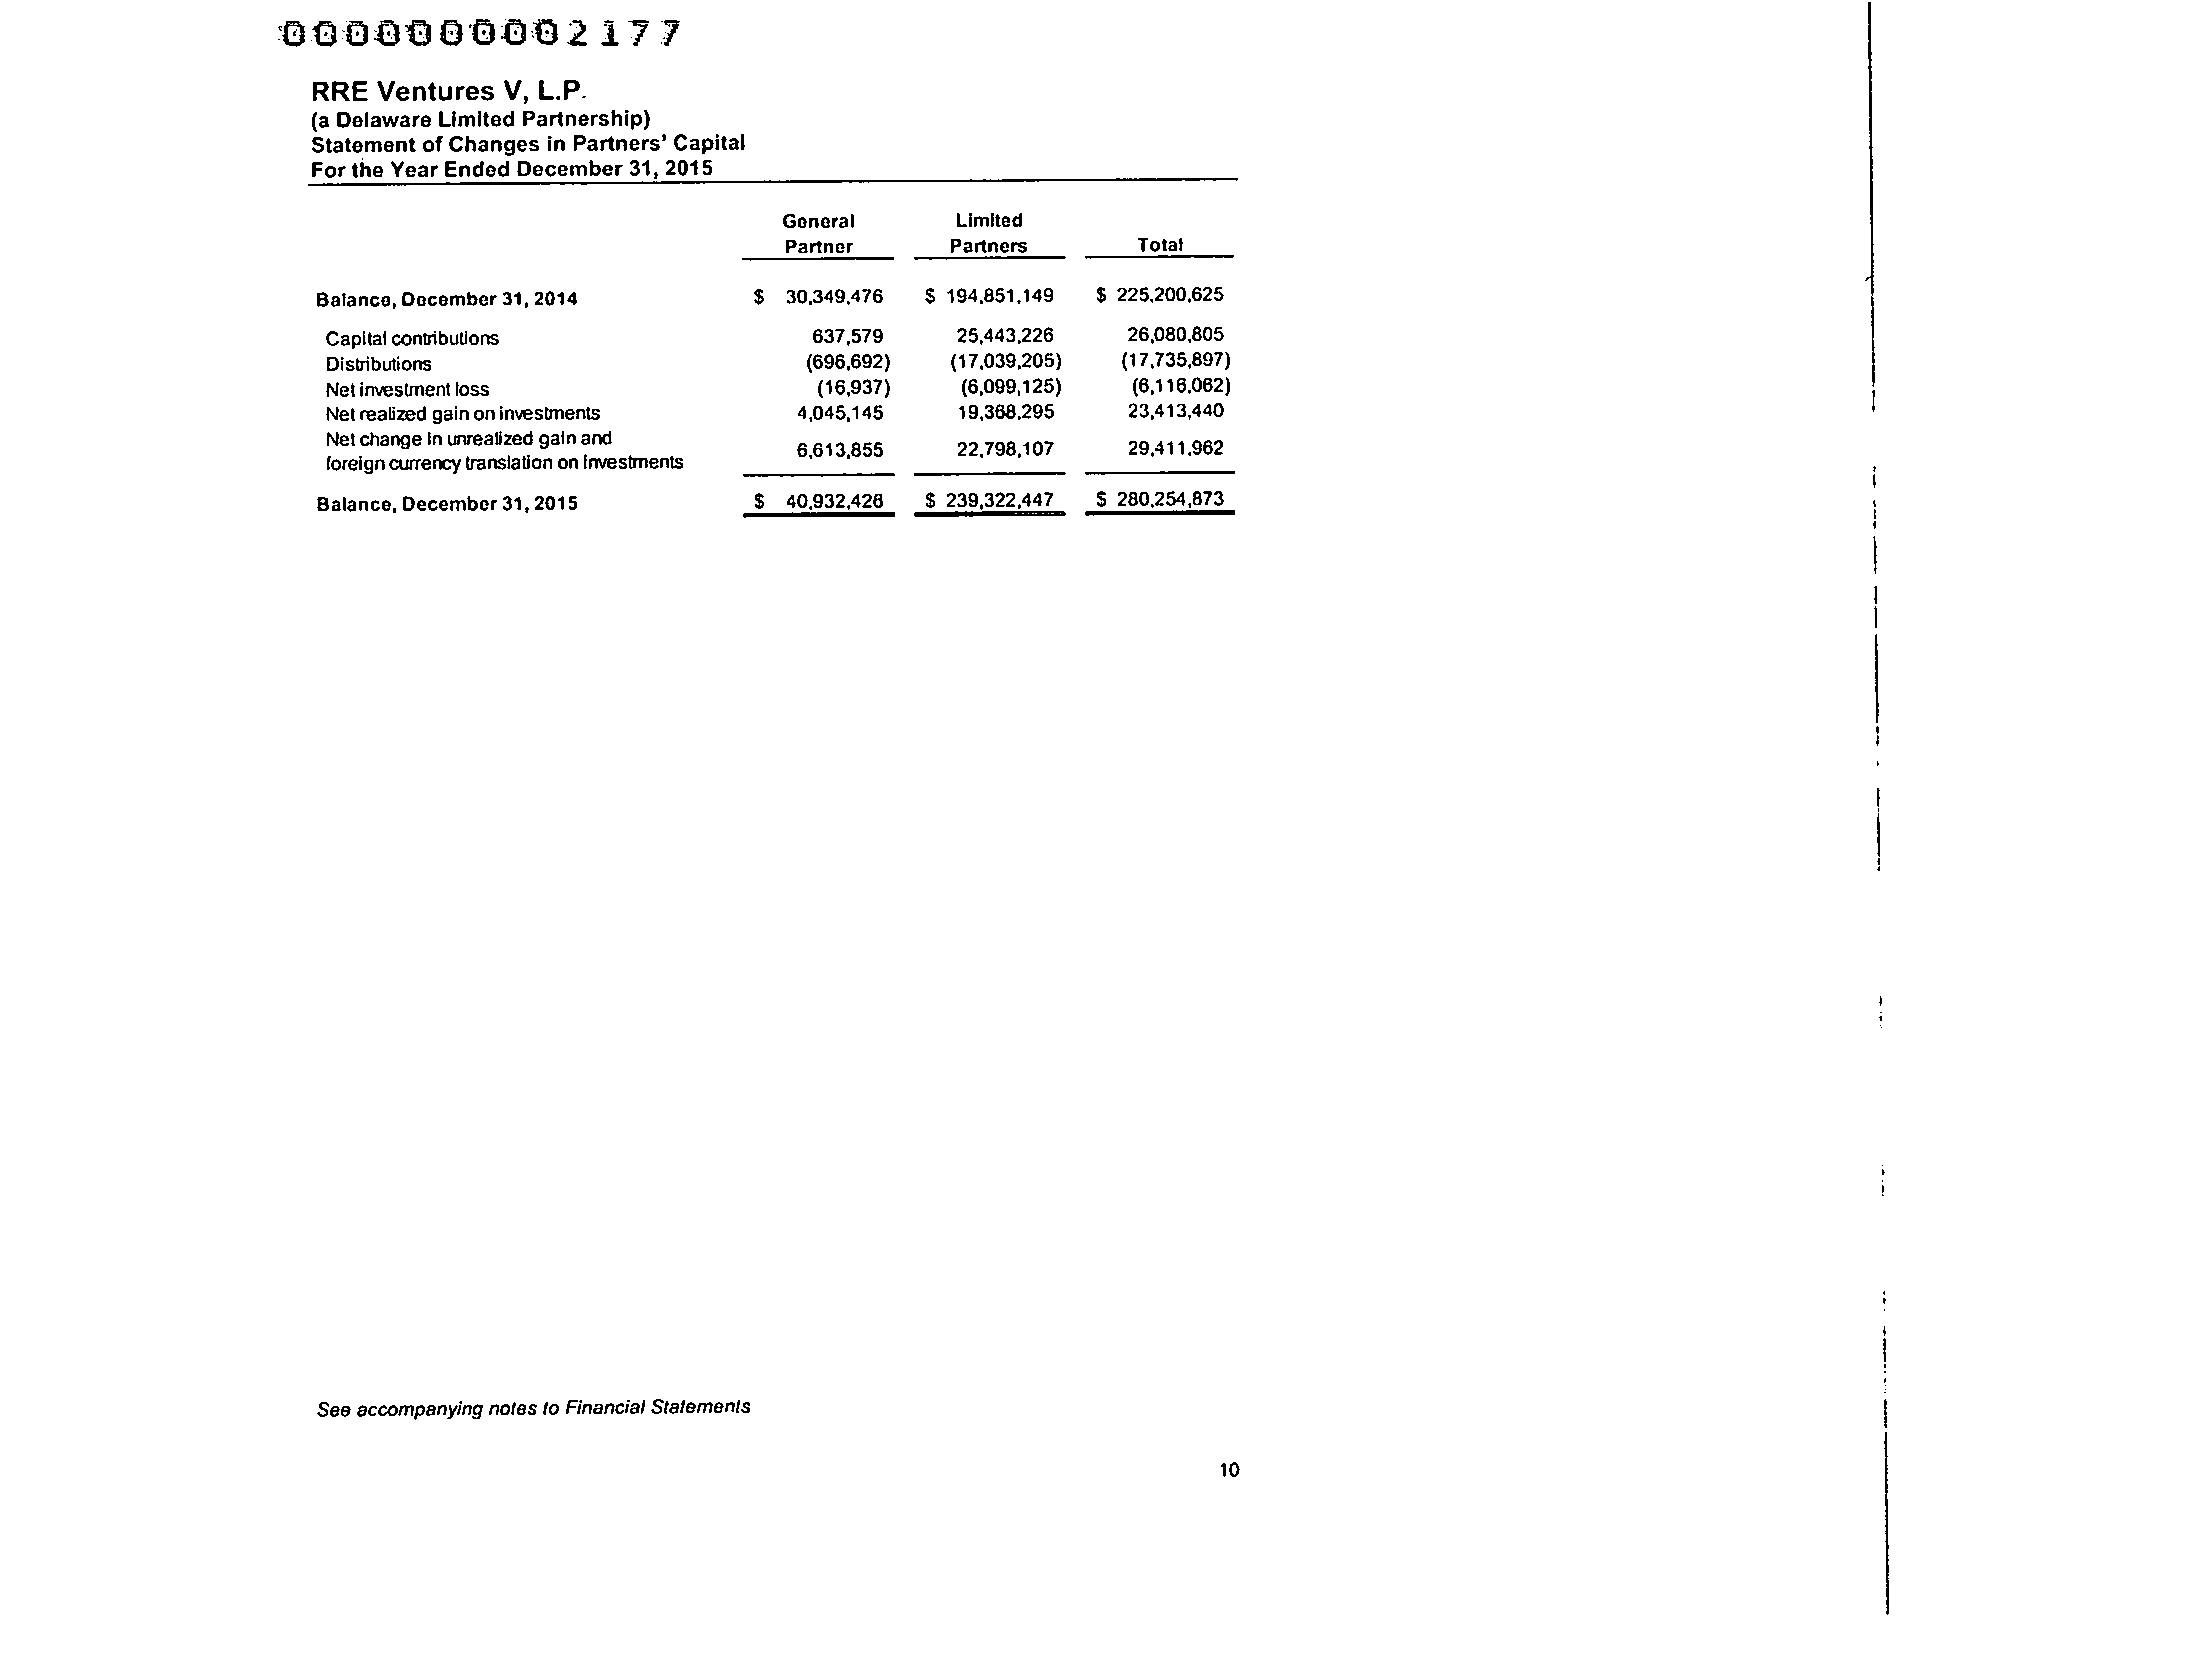 0000000002177
RRE Ventures V, L.P.
(a Delaware Limited Partnership)
Statement of Changes in Partners' Capital
For the Year Ended December 31, 2015
General Limited
Partner Partners Total
Balance, December 31, 2014 $ 30,349,476 $ 194,851,149 $ 225,200,625
Capital contributions 637,579 25,443,226 26,080,805
Distributions (696,692) (17,039,205) (17,735,897)
Net investment loss (16,937) (6,099,125) (6,116,062)
Net realized gain on investments 4,045,145 19,368,295 23,413,440
Net change in unrealized gain and
foreign currency translation on investments 6,613,855 22,798,107 29,411,962
Balance, December 31, 2015 $ 40,932,426 $ 239,322,447 $ 280,254,873
See accompanying notes to Financial Statements
10